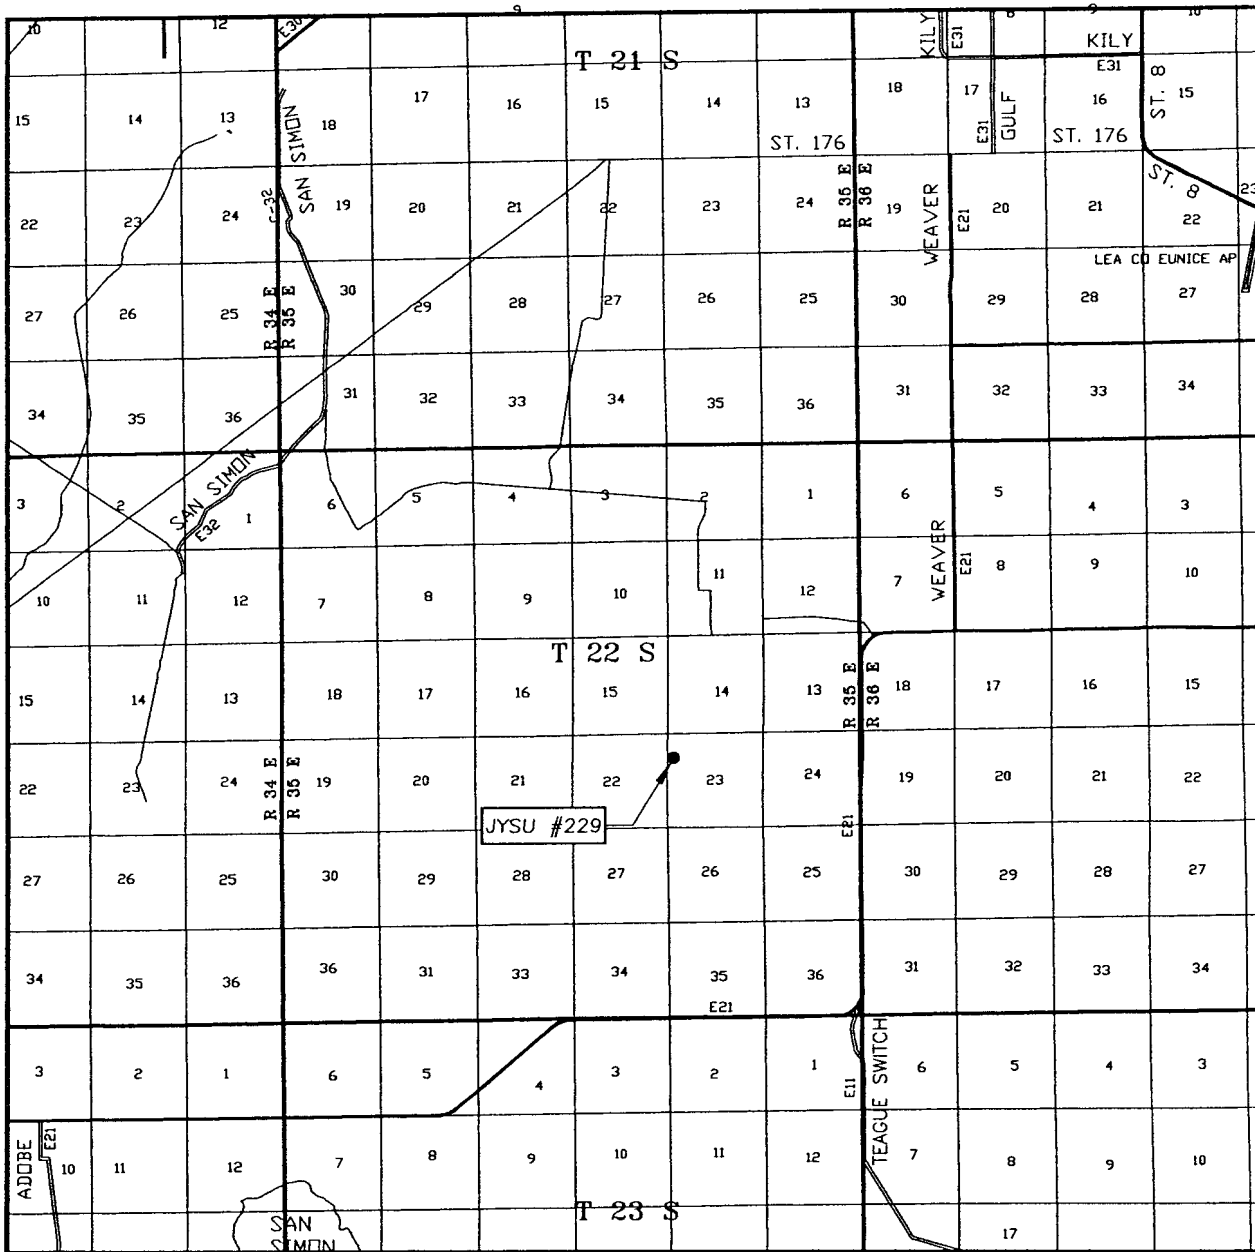 10 12 E30 9 KILY E31 8 9 10
T 21 S KILY
E31
15 14 13 SAN SIMON 18 17 16 15 14 13 18 17 E31 GULF 16 ST. 8 15
ST. 176 ST. 176
ST. 8 23
22 23 24 C-32 19 20 21 22 23 24 R 35 E R 36 E 19 WEAVER E21 20 21 22
LEA CO EUNICE AP
27 26 25 R 34 E R 35 E 30 29 28 27 26 25 30 29 28 27
34 35 36 31 32 33 34 35 36 31 32 33 34
SAN SIMON
3 2 E32 1 6 5 4 3 2 1 6 5 4 3
10 11 12 7 8 9 10 11 12 7 WEAVER E21 8 9 10
T 22 S
15 14 13 18 17 16 15 14 13 R 35 E R 36 E 18 17 16 15
22 23 24 R 34 E R 35 E 19 20 21 22 23 24 19 20 21 22
JYSU #229 E21
27 26 25 30 29 28 27 26 25 30 29 28 27
34 35 36 36 31 33 34 35 36 31 32 33 34
E21
3 2 1 6 5 4 3 2 1 E11 TEAGUE SWITCH 6 5 4 3
ADOBE E21 10 11 12 7 8 9 10 11 12 7 8 9 10
T 23 S
SAN
SIMON
17